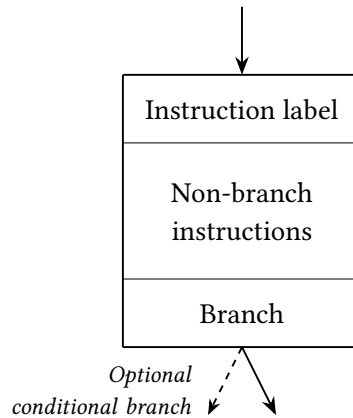 Instruction label
Non-branch
instructions
Branch
Optional
conditional branch